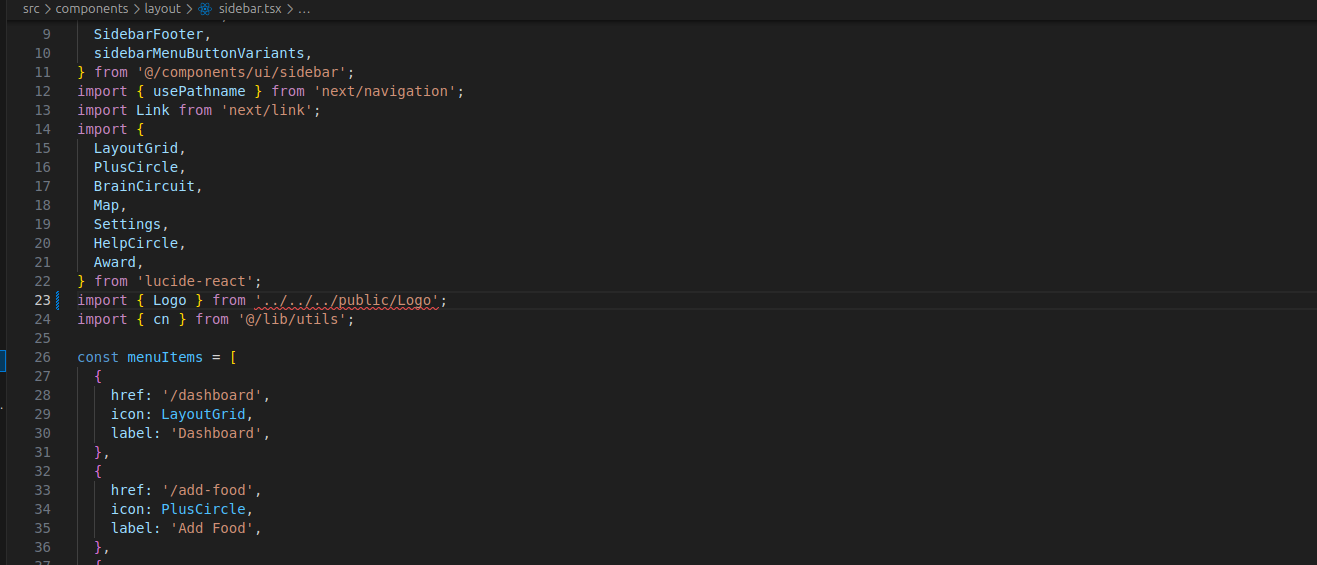 src > components > layout > sidebar.tsx > ...
9 SidebarFooter,
10 sidebarMenuButtonVariants,
11 } from '@/components/ui/sidebar';
12 import { usePathname } from 'next/navigation';
13 import Link from 'next/link';
14 import {
15 LayoutGrid,
16 PlusCircle,
17 BrainCircuit,
18 Map,
19 Settings,
20 HelpCircle,
21 Award,
22 } from 'lucide-react';
23 import { Logo } from '../../../public/Logo';
24 import { cn } from '@/lib/utils';
25
26 const menuItems = [
27 {
28 href: '/dashboard',
29 icon: LayoutGrid,
30 label: 'Dashboard',
31 },
32 {
33 href: '/add-food',
34 icon: PlusCircle,
35 label: 'Add Food',
36 },
37 {